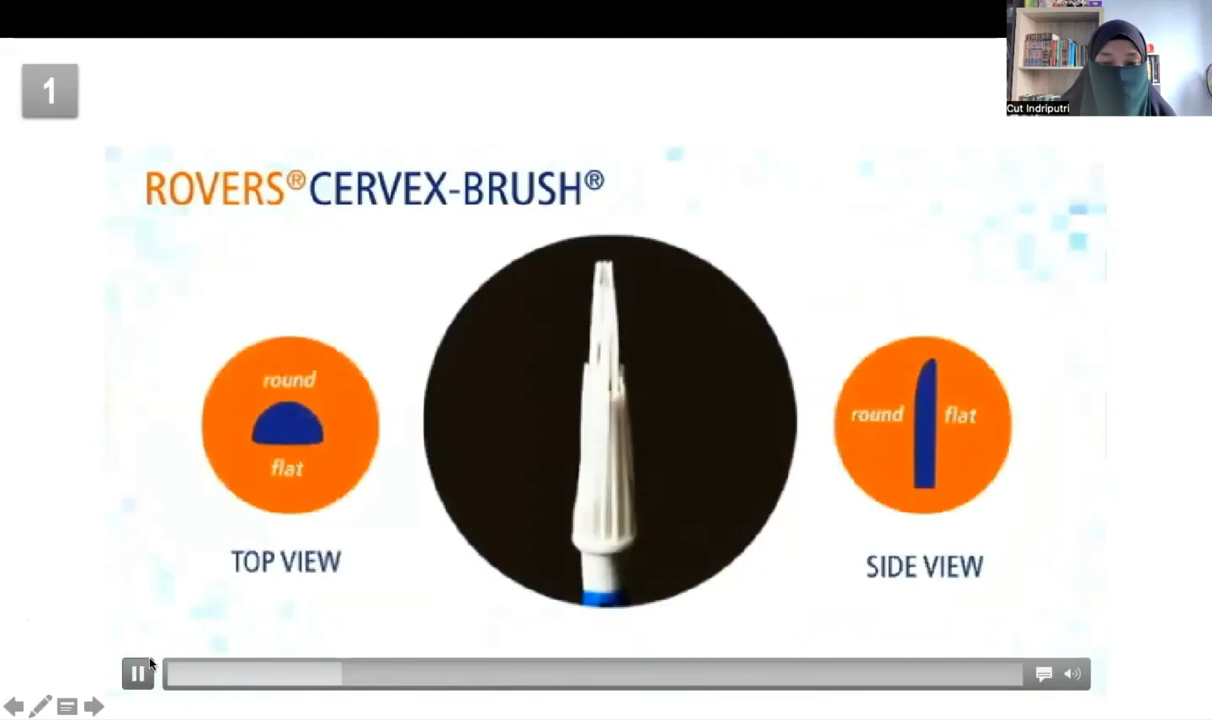 1
Cut Indriputri
ROVERS®CERVEX-BRUSH®
round
flat
TOP VIEW
round
flat
SIDE VIEW